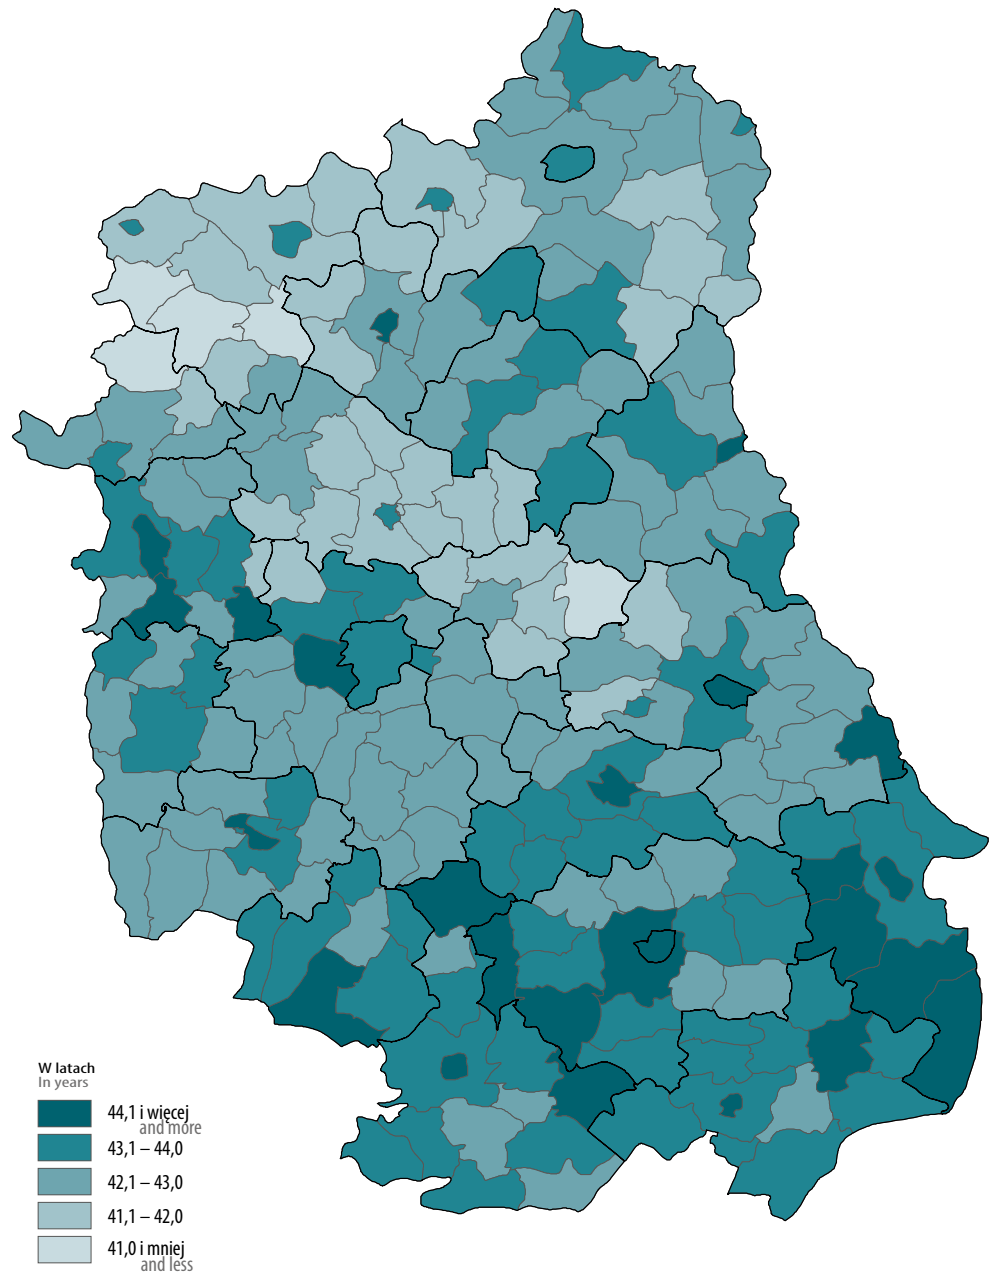 W latach
In years
44,1 i więcej
and more
43,1 – 44,0
42,1 – 43,0
41,1 – 42,0
41,0 i mniej
and less